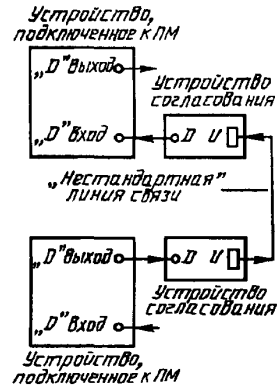 Устройство,
подключенное к ПМ
„D" выход
Устройство
согласования
„D" вход
D И
„Нестандартная"
линия связи
„D" выход
D И
Устройство
согласования
„D" вход
Устройство,
подключенное к ПМ